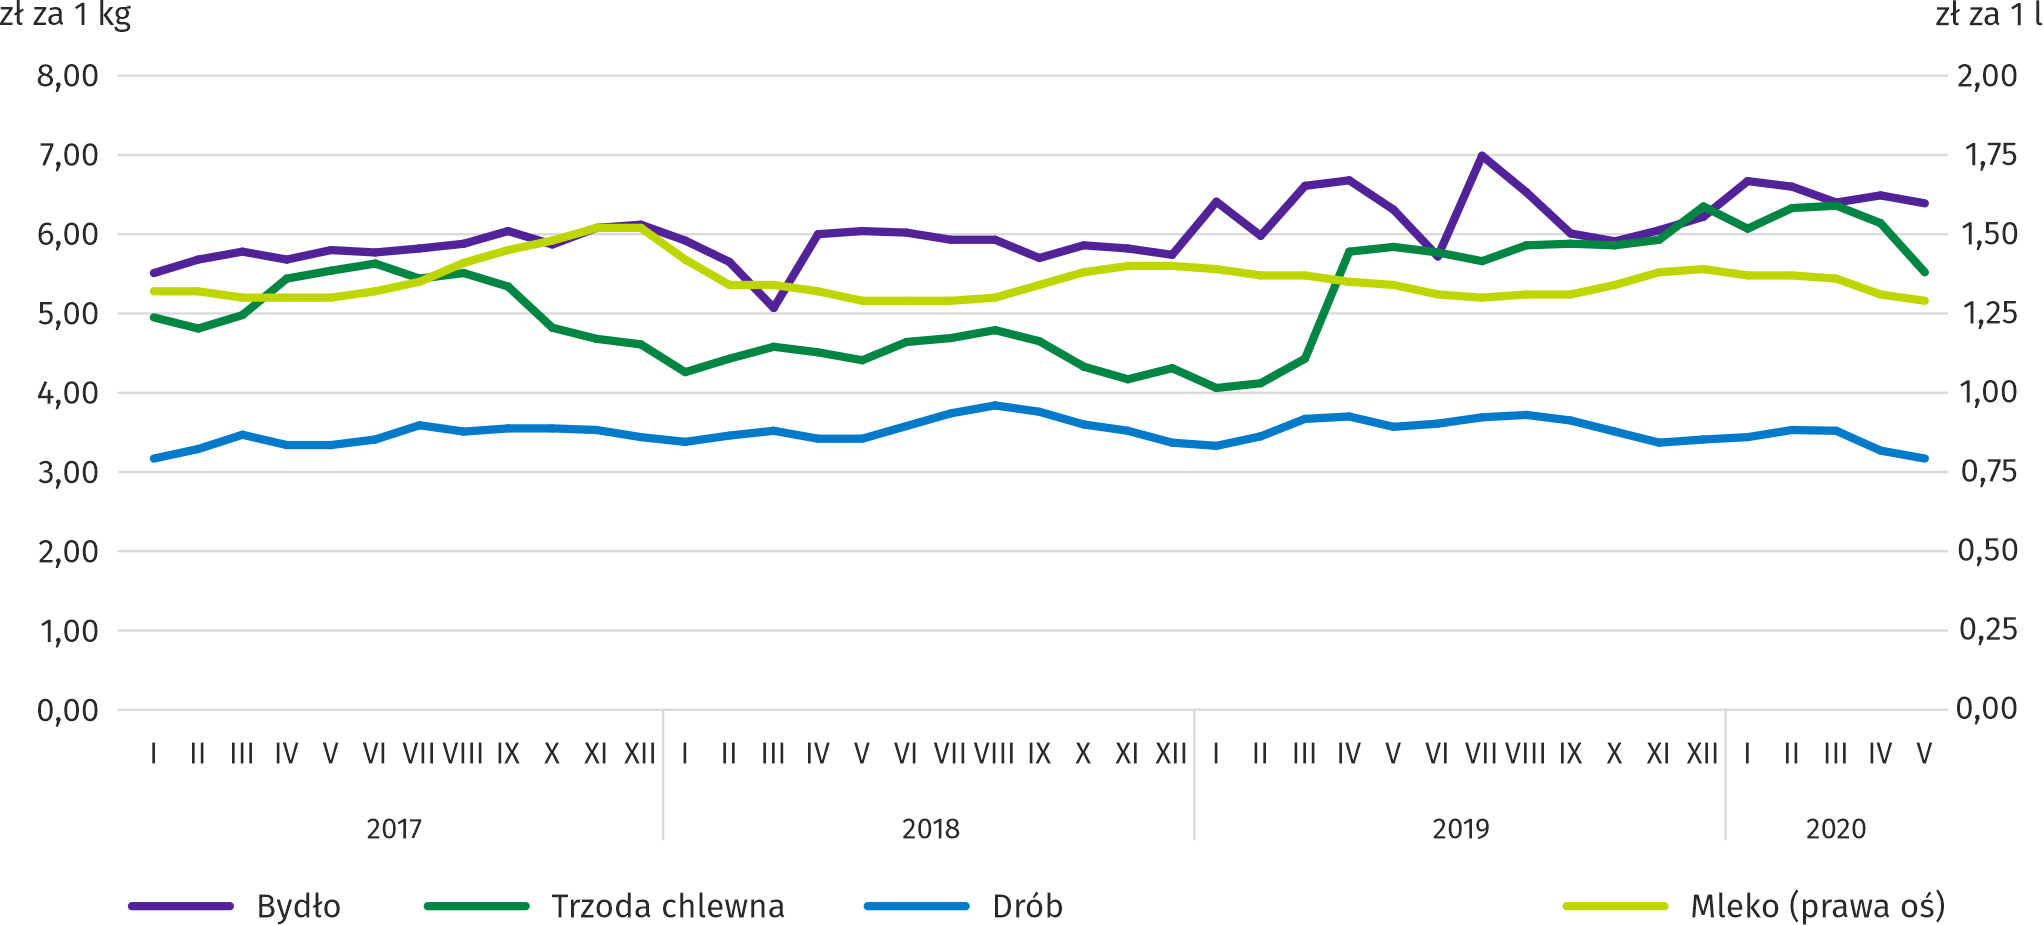 zł za 1 kg zł za 1 l
8,00 2,00
7,00 1,75
6,00 1,50
5,00 1,25
4,00 1,00
3,00 0,75
2,00 0,50
1,00 0,25
0,00 0,00
I II III IV V VI VII VIII IX X XI XII I II III IV V VI VII VIII IX X XI XII I II III IV V VI VII VIII IX X XI XII I II III IV V
2017 2018 2019 2020
Bydło Trzoda chlewna Drób Mleko (prawa oś)